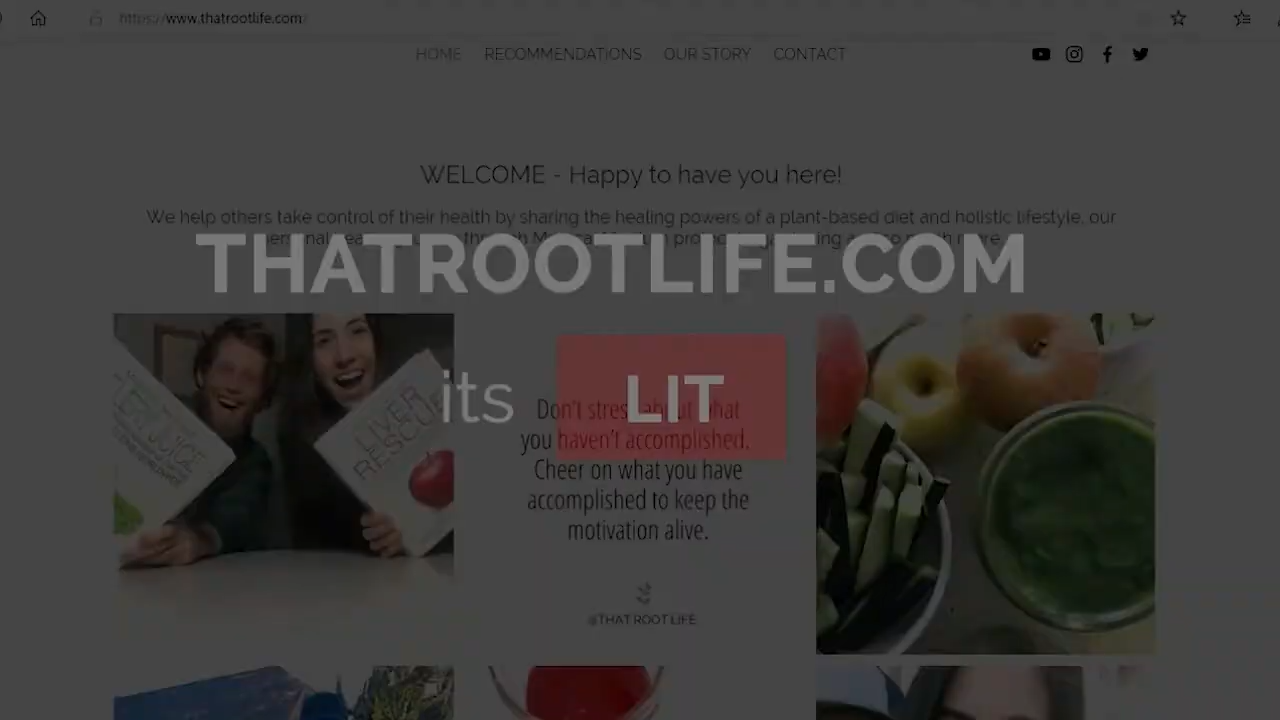 https://www.thatrootlife.com/
HOME RECOMMENDATIONS OUR STORY CONTACT
WELCOME - Happy to have you here!
We help others take control of their health by sharing the healing powers of a plant-based diet and holistic lifestyle, our
THATROOTLIFE.COM
its LIT
Don't stress about what
you haven't accomplished.
Cheer on what you have
accomplished to keep the
motivation alive.
@THAT ROOT LIFE
JUICE
LIVER
RESCUE